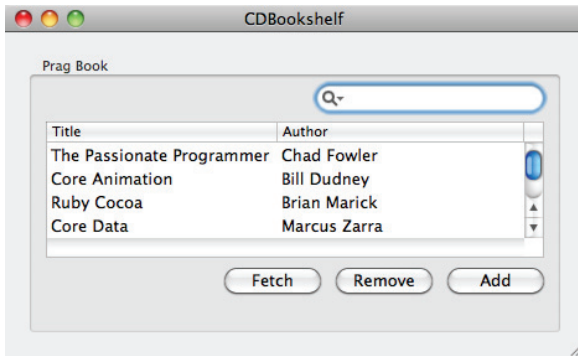 CDBookshelf
Prag Book
Title Author
The Passionate Programmer Chad Fowler
Core Animation Bill Dudney
Ruby Cocoa Brian Marick
Core Data Marcus Zarra
Fetch Remove Add